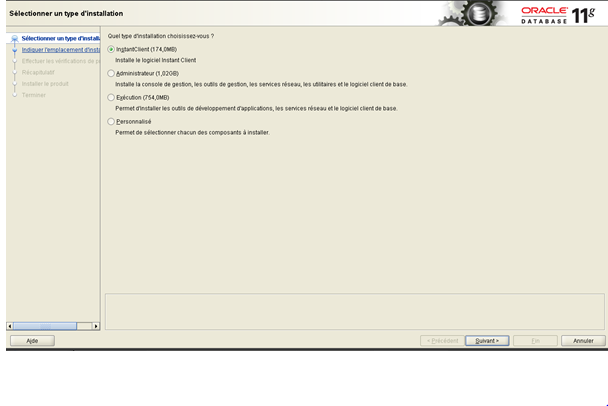 Sélectionner un type d'installation
ORACLE
DATABASE 11g
Sélectionner un type d'install
Indiquer l'emplacement d'insta
Effectuer les vérifications de p
Récapitulatif
Installer le produit
Terminer
Quel type d'installation choisissez-vous ?
InstantClient (174,0MB)
Installe le logiciel Instant Client
Administrateur (1,02GB)
Installe la console de gestion, les outils de gestion, les services réseau, les utilitaires et le logiciel client de base.
Exécution (754,0MB)
Permet d'installer les outils de développement d'applications, les services réseau et le logiciel client de base.
Personnalisé
Permet de sélectionner chacun des composants à installer.
Aide
< Précédent
Suivant >
Fin
Annuler